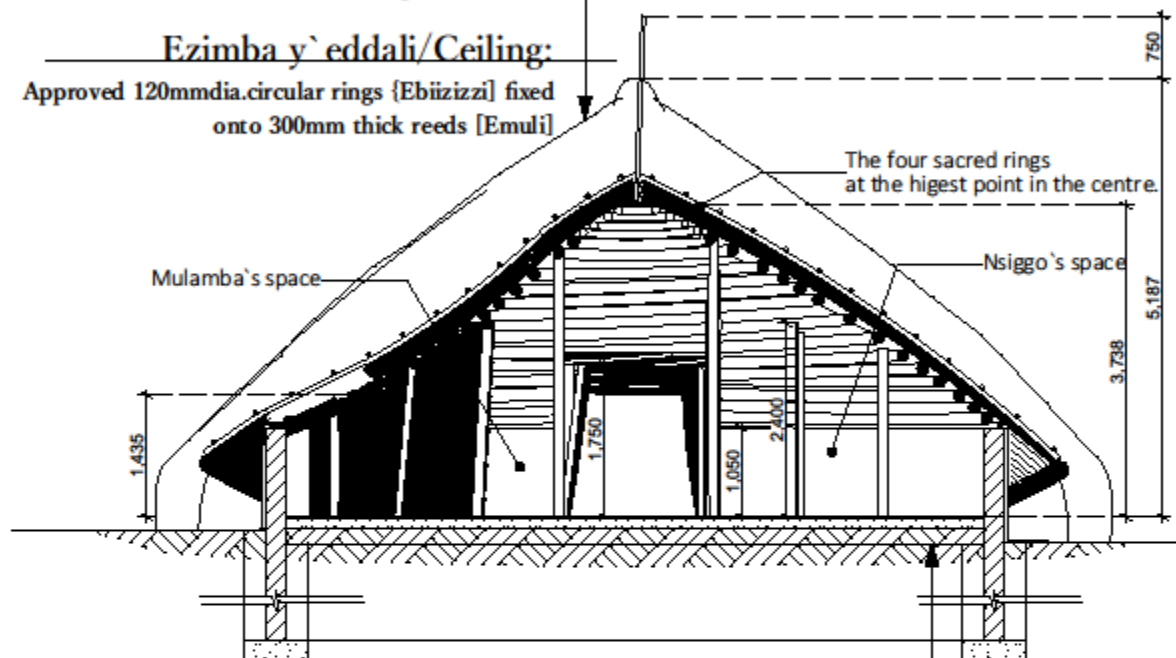 Ezimba y`eddali/Ceiling:
Approved 120mmdia.circular rings {Ebiizizzi] fixed
onto 300mm thick reeds [Emuli]
750
The four sacred rings
at the higest point in the centre.
Mulamba`s space
Nsiggo`s space
5,187
3,738
1,435
1,750
2,400
1,050